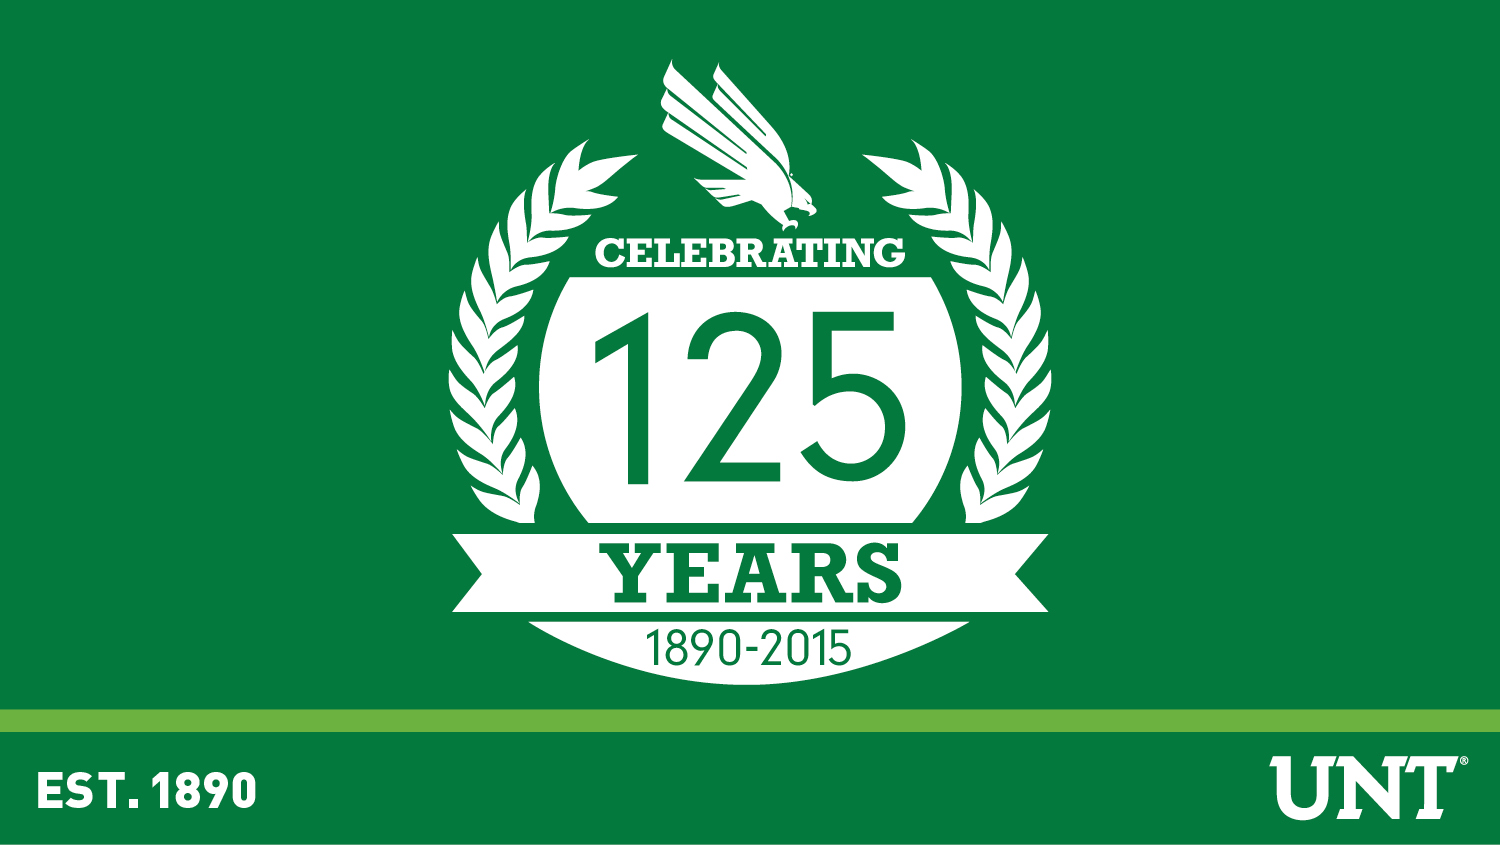 CELEBRATING
125
YEARS
1890-2015
EST. 1890
UNT®